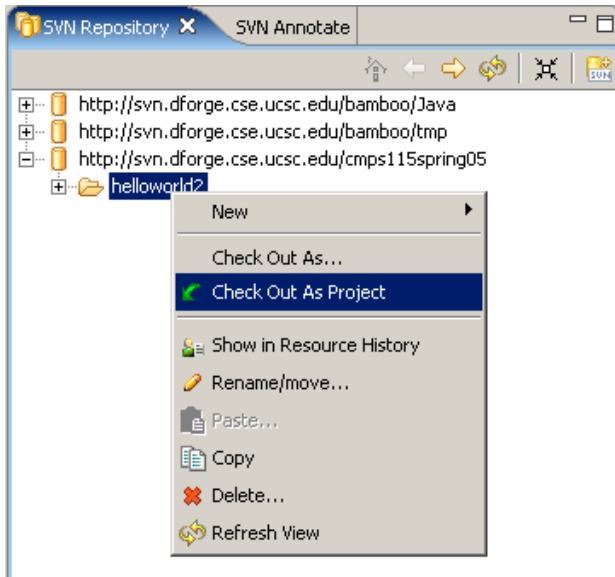 SVN Repository SVN Annotate
SVN
http://svn.dforge.cse.ucsc.edu/bamboo/Java
http://svn.dforge.cse.ucsc.edu/bamboo/tmp
http://svn.dforge.cse.ucsc.edu/cmps115spring05
helloworld2
New
Check Out As...
Check Out As Project
Show in Resource History
Rename/move...
Paste...
Copy
Delete...
Refresh View